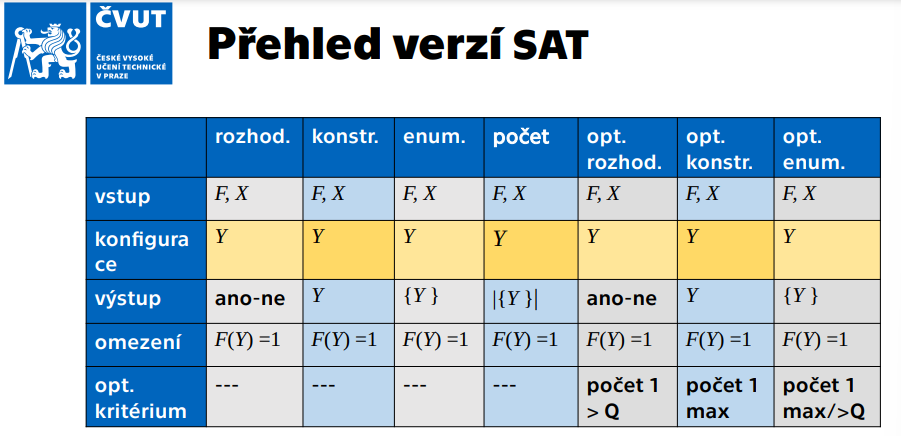 ČVUT
ČESKÉ VYSOKÉ
UČENÍ TECHNICKÉ
V PRAZE
Přehled verzí SAT
rozhod. konstr. enum. počet opt. rozhod. opt. konstr. opt. enum.
vstup F, X F, X F, X F, X F, X F, X F, X
konfigura
ce Y Y Y Y Y Y Y
výstup ano-ne Y {Y } |{Y }| ano-ne Y {Y }
omezení F(Y) =1 F(Y) =1 F(Y) =1 F(Y) =1 F(Y) =1 F(Y) =1 F(Y) =1
opt.
kritérium --- --- --- --- počet 1 > Q počet 1 max počet 1 max/>Q